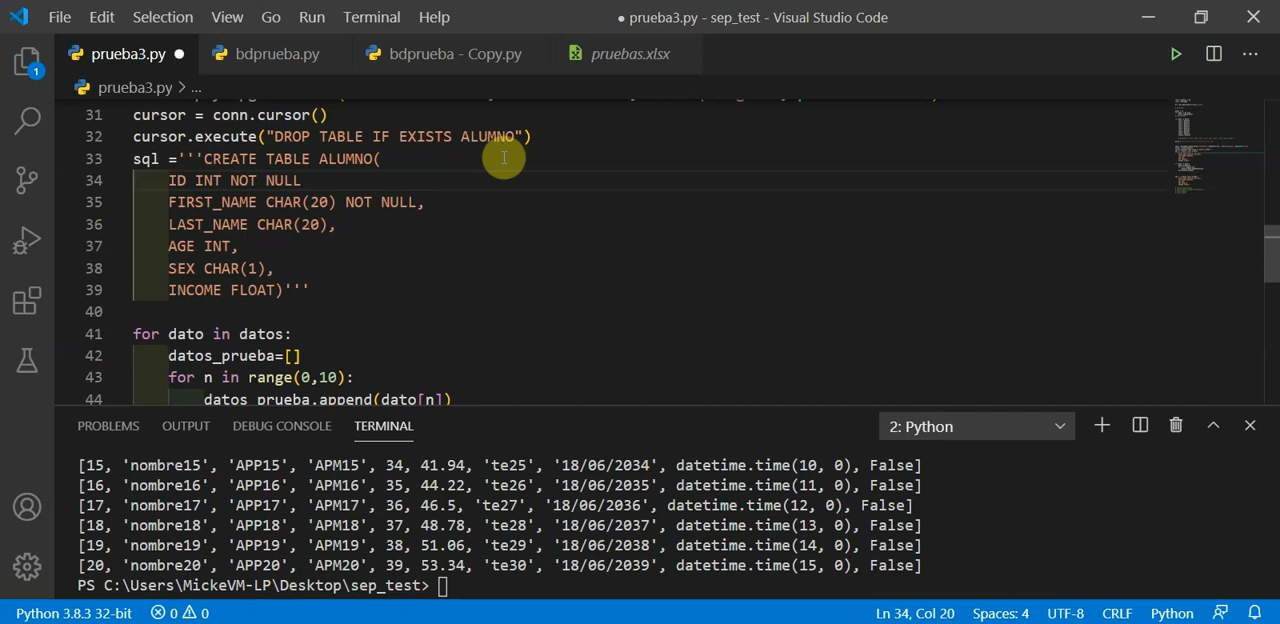 File Edit Selection View Go Run Terminal Help
● prueba3.py - sep_test - Visual Studio Code
1
prueba3.py ● bdprueba.py bdprueba - Copy.py pruebas.xlsx
prueba3.py > ...
31 cursor = conn.cursor()
32 cursor.execute("DROP TABLE IF EXISTS ALUMNO")
33 sql ='''CREATE TABLE ALUMNO(
34 ID INT NOT NULL
35 FIRST_NAME CHAR(20) NOT NULL,
36 LAST_NAME CHAR(20),
37 AGE INT,
38 SEX CHAR(1),
39 INCOME FLOAT)'''
40
41 for dato in datos:
42 datos_prueba=[]
43 for n in range(0,10):
44 datos_prueba.append(dato[n])
PROBLEMS OUTPUT DEBUG CONSOLE TERMINAL 2: Python
[15, 'nombre15', 'APP15', 'APM15', 34, 41.94, 'te25', '18/06/2034', datetime.time(10, 0), False]
[16, 'nombre16', 'APP16', 'APM16', 35, 44.22, 'te26', '18/06/2035', datetime.time(11, 0), False]
[17, 'nombre17', 'APP17', 'APM17', 36, 46.5, 'te27', '18/06/2036', datetime.time(12, 0), False]
[18, 'nombre18', 'APP18', 'APM18', 37, 48.78, 'te28', '18/06/2037', datetime.time(13, 0), False]
[19, 'nombre19', 'APP19', 'APM19', 38, 51.06, 'te29', '18/06/2038', datetime.time(14, 0), False]
[20, 'nombre20', 'APP20', 'APM20', 39, 53.34, 'te30', '18/06/2039', datetime.time(15, 0), False]
PS C:\Users\MickeVM-LP\Desktop\sep_test>
Python 3.8.3 32-bit 0 0 Ln 34, Col 20 Spaces: 4 UTF-8 CRLF Python